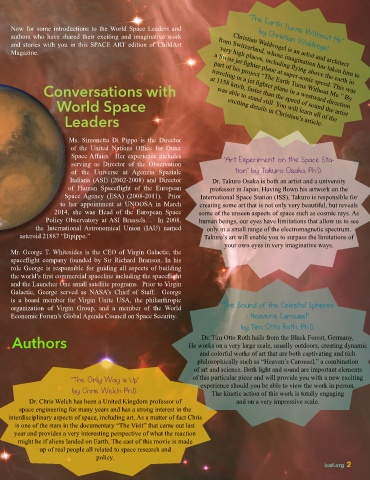 Now for some introductions to the World Space Leaders and
authors who have shared their exciting and imaginative work
and stories with you in this SPACE ART edition of ChildArt
Magazine.
Conversations with
World Space
Leaders
Ms. Simonetta Di Pippo is the Director
of the United Nations Office for Outer
Space Affairs. Her experience includes
serving as Director of the Observation
of the Universe at Agenzia Spaziale
Italiana (ASI) (2002-2008) and Director
of Human Spaceflight of the European
Space Agency (ESA) (2008-2011). Prior
to her appointment at UNOOSA in March
2014, she was Head of the European Space
Policy Observatory at ASI Brussels. . . In 2008,
the International Astronomical Union (IAU) named
asteroid 21887 “Dipippo.”
Mr. George T. Whitesides is the CEO of Virgin Galactic, the
spaceflight company founded by Sir Richard Branson. In his
role George is responsible for guiding all aspects of building
the world’s first commercial spaceline including the spaceflight
and the Launcher One small satellite programs. Prior to Virgin
Galactic, George served as NASA’s Chief of Staff. George
is a board member for Virgin Unite USA, the philanthropic
organization of Virgin Group, and a member of the World
Economic Forum’s Global Agenda Council on Space Security.
Authors
"The Only Way is Up"
by Chris Welch Ph.D.
Dr. Chris Welch has been a United Kingdom professor of
space engineering for many years and has a strong interest in the
interdisciplinary aspects of space, including art. As a matter of fact Chris
is one of the stars in the documentary “The Visit” that came out last
year and provides a very interesting perspective of what the reaction
might be if aliens landed on Earth. The cast of this movie is made
up of real people all related to space research and
policy.
"The Earth Turns Without Me"
by Christian Waldvogel
Christian Waldvogel is an artist and architect
from Switzerland, whose imagination has taken him to
very high places, including flying above the earth in
a Swiss jet fighter plane at super-sonic speed. This was
part of his project “The Earth Turns Without Me.” By
traveling in a jet fighter plane in a westward direction
at 1158 km/h, faster than the speed of sound, the artist
was able to stand still. You will learn all of the
exciting details in Christian’s article.
"Art Experiment on the Space Sta-
tion" by Takuro Osaka Ph.D.
Dr. Takuro Osaka is both an artist and a university
professor in Japan. Having flown his artwork on the
International Space Station (ISS), Takuro is responsible for
creating some art that is not only very beautiful, but reveals
some of the unseen aspects of space such as cosmic rays. As
human beings, our eyes have limitations that allow us to see
only in a small range of the electromagnetic spectrum.
Takuro’s art will enable you to surpass the limitations of
your own eyes in very imaginative ways.
"The Sound of the Celestial Spheres
- Heaven's Carousel"
by Tim Otto Roth Ph.D.
Dr. Tim Otto Roth hails from the Black Forest, Germany.
He works on a very large scale, usually outdoors, creating dynamic
and colorful works of art that are both captivating and rich
philosophically such as “Heaven’s Carousel,” a combination
of art and science. Both light and sound are important elements
of this particular piece and will provide you with a new exciting
experience should you be able to view the work in person.
The kinetic action of this work is totally engaging
and on a very impressive scale.
icaf.org 2